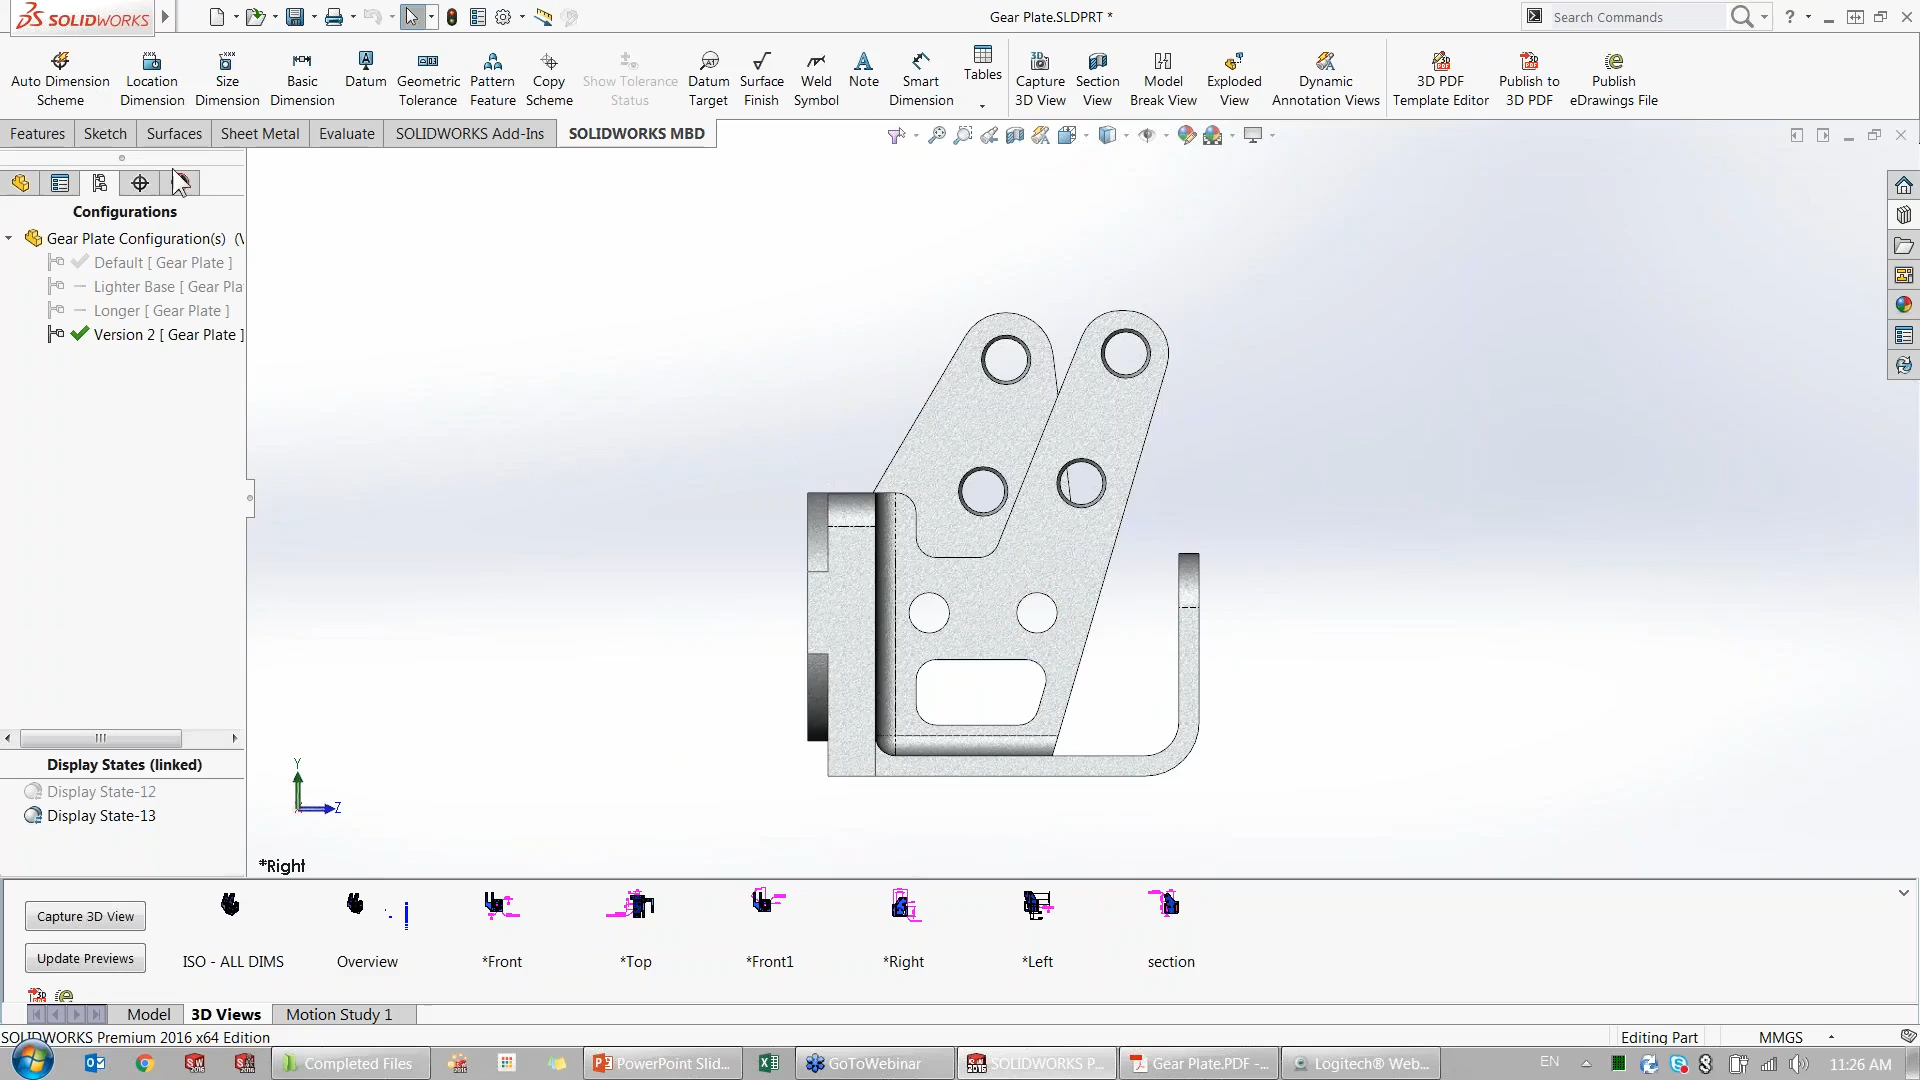 SOLIDWORKS
Gear Plate.SLDPRT *
Search Commands
Auto Dimension Scheme
Location Dimension
Size Dimension
Basic Dimension
Datum
Geometric Tolerance
Pattern Feature
Copy Scheme
Show Tolerance Status
Datum Target
Surface Finish
Weld Symbol
Note
Smart Dimension
Tables
Capture 3D View
Section View
Model Break View
Exploded View
Dynamic Annotation Views
3D PDF Template Editor
Publish to 3D PDF
Publish eDrawings File
Features
Sketch
Surfaces
Sheet Metal
Evaluate
SOLIDWORKS Add-Ins
SOLIDWORKS MBD
Configurations
Gear Plate Configuration(s) (V
Default [ Gear Plate ]
Lighter Base [ Gear Pla
Longer [ Gear Plate ]
Version 2 [ Gear Plate ]
Display States (linked)
Display State-12
Display State-13
Y
Z
*Right
Capture 3D View
Update Previews
ISO - ALL DIMS
Overview
*Front
*Top
*Front1
*Right
*Left
section
Model
3D Views
Motion Study 1
SOLIDWORKS Premium 2016 x64 Edition
Editing Part
MMGS
Completed Files
PowerPoint Slid...
GoToWebinar
SOLIDWORKS P...
Gear Plate.PDF -...
Logitech® Web...
EN
11:26 AM